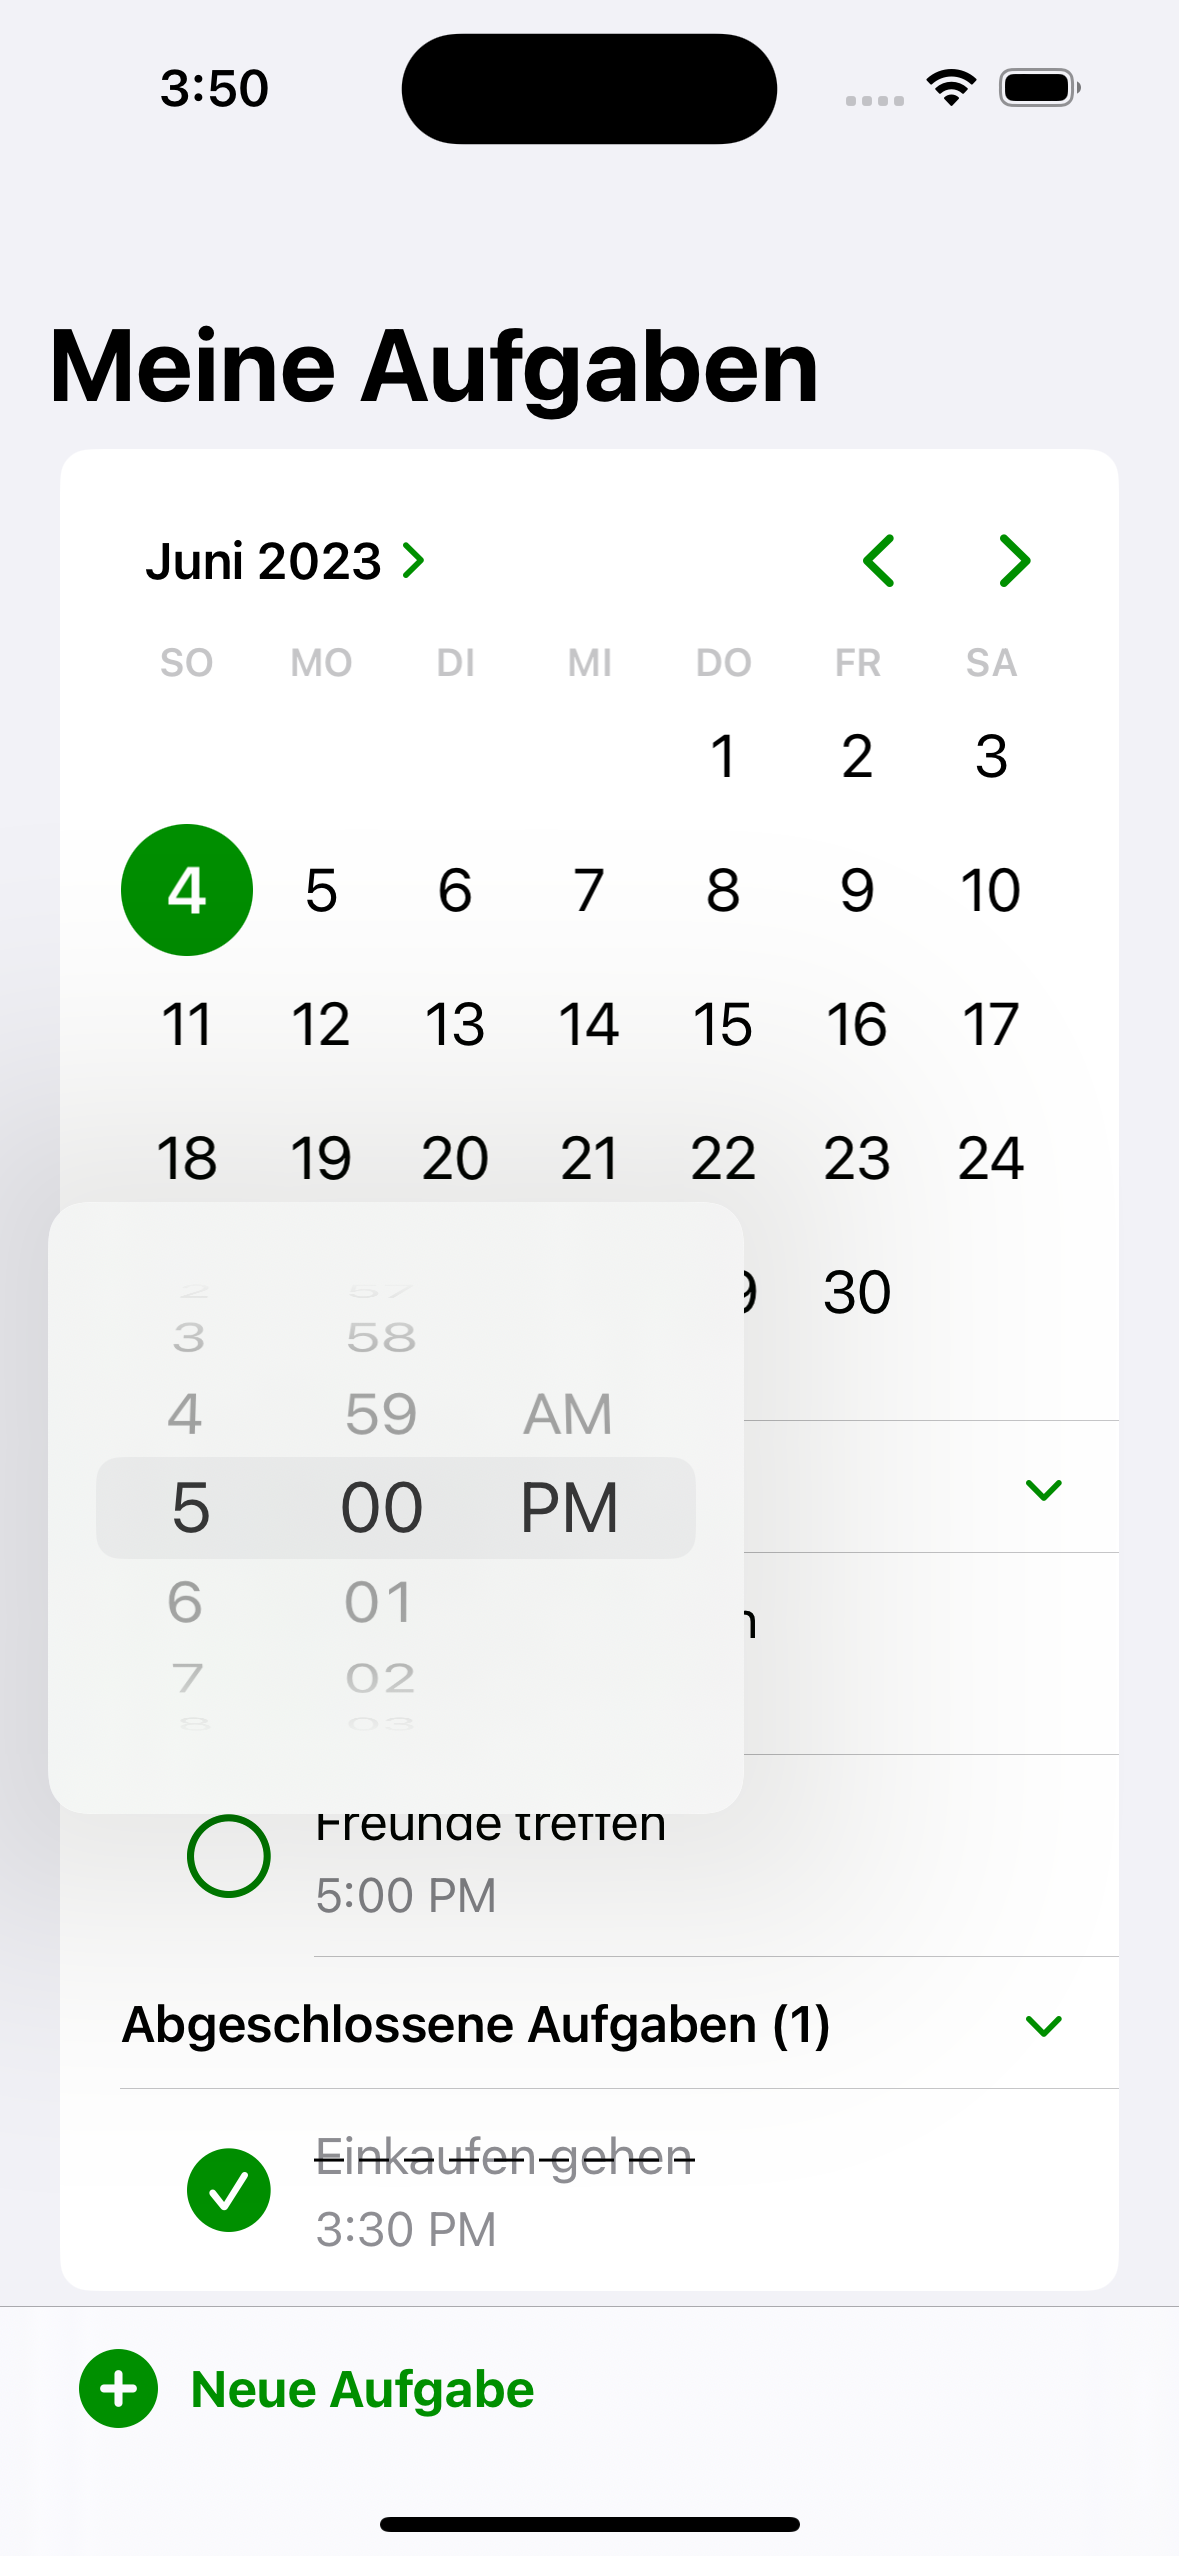 3:50
Meine Aufgaben
Juni 2023
SO MO DI MI DO FR SA
1 2 3
4 5 6 7 8 9 10
11 12 13 14 15 16 17
18 19 20 21 22 23 24
30
2 57
3 58
4 59 AM
5 00 PM
6 01
7 02
8 03
Freunde treffen
5:00 PM
Abgeschlossene Aufgaben (1)
Einkaufen gehen
3:30 PM
Neue Aufgabe